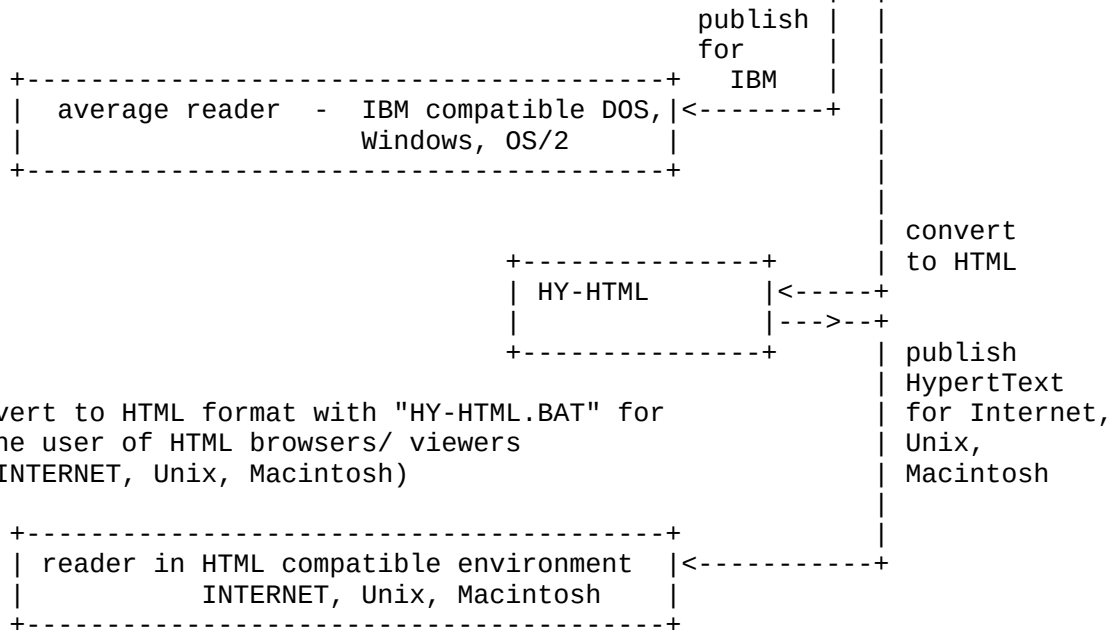 publish
for
IBM
average reader - IBM compatible DOS,
Windows, OS/2
convert
to HTML
HY-HTML
publish
HypertText
vert to HTML format with "HY-HTML.BAT" for
for Internet,
he user of HTML browsers/ viewers
Unix,
INTERNET, Unix, Macintosh)
Macintosh
reader in HTML compatible environment
INTERNET, Unix, Macintosh